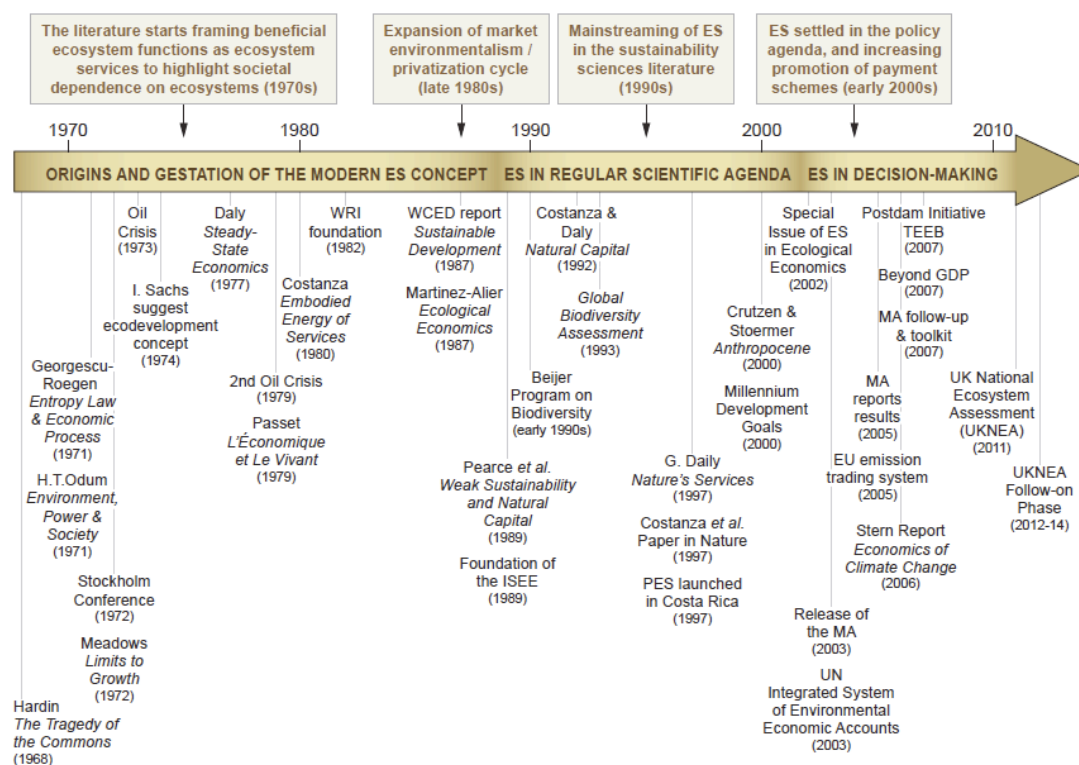 The literature starts framing beneficial
ecosystem functions as ecosystem
services to highlight societal
dependence on ecosystems (1970s)
Expansion of market
environmentalism /
privatization cycle
(late 1980s)
Mainstreaming of ES
in the sustainability
sciences literature
(1990s)
ES settled in the policy
agenda, and increasing
promotion of payment
schemes (early 2000s)
1970
1980
1990
2000
2010
ORIGINS AND GESTATION OF THE MODERN ES CONCEPT
ES IN REGULAR SCIENTIFIC AGENDA
ES IN DECISION-MAKING
Oil
Crisis
(1973)
I. Sachs
suggest
ecodevelopment
concept
(1974)
Georgescu-
Roegen
Entropy Law
& Economic
Process
(1971)
H.T.Odum
Environment,
Power &
Society
(1971)
Stockholm
Conference
(1972)
Meadows
Limits to
Growth
(1972)
Hardin
The Tragedy of
the Commons
(1968)
Daly
Steady-
State
Economics
(1977)
WRI
foundation
(1982)
Costanza
Embodied
Energy of
Services
(1980)
2nd Oil Crisis
(1979)
Passet
L'Économique
et Le Vivant
(1979)
WCED report
Sustainable
Development
(1987)
Martinez-Alier
Ecological
Economics
(1987)
Costanza &
Daly
Natural Capital
(1992)
Global
Biodiversity
Assessment
(1993)
Beijer
Program on
Biodiversity
(early 1990s)
Pearce et al.
Weak Sustainability
and Natural
Capital
(1989)
Foundation of
the ISEE
(1989)
Special
Issue of ES
in Ecological
Economics
(2002)
Crutzen &
Stoermer
Anthropocene
(2000)
Millennium
Development
Goals
(2000)
G. Daily
Nature's Services
(1997)
Costanza et al.
Paper in Nature
(1997)
PES launched
in Costa Rica
(1997)
Postdam Initiative
TEEB
(2007)
Beyond GDP
(2007)
MA follow-up
& toolkit
(2007)
MA
reports
results
(2005)
EU emission
trading system
(2005)
Stern Report
Economics of
Climate Change
(2006)
Release of
the MA
(2003)
UN
Integrated System
of Environmental
Economic Accounts
(2003)
UK National
Ecosystem
Assessment
(UKNEA)
(2011)
UKNEA
Follow-on
Phase
(2012-14)